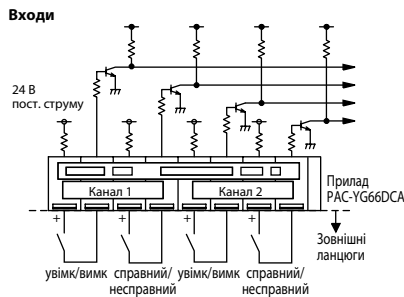 Входи
24 В
пост. струму
Канал 1
Канал 2
Прилад
PAC-YG66DCA
+
+
+
+
Зовнішні
ланцюги
увімк/вимк
справний/
несправний
увімк/вимк
справний/
несправний